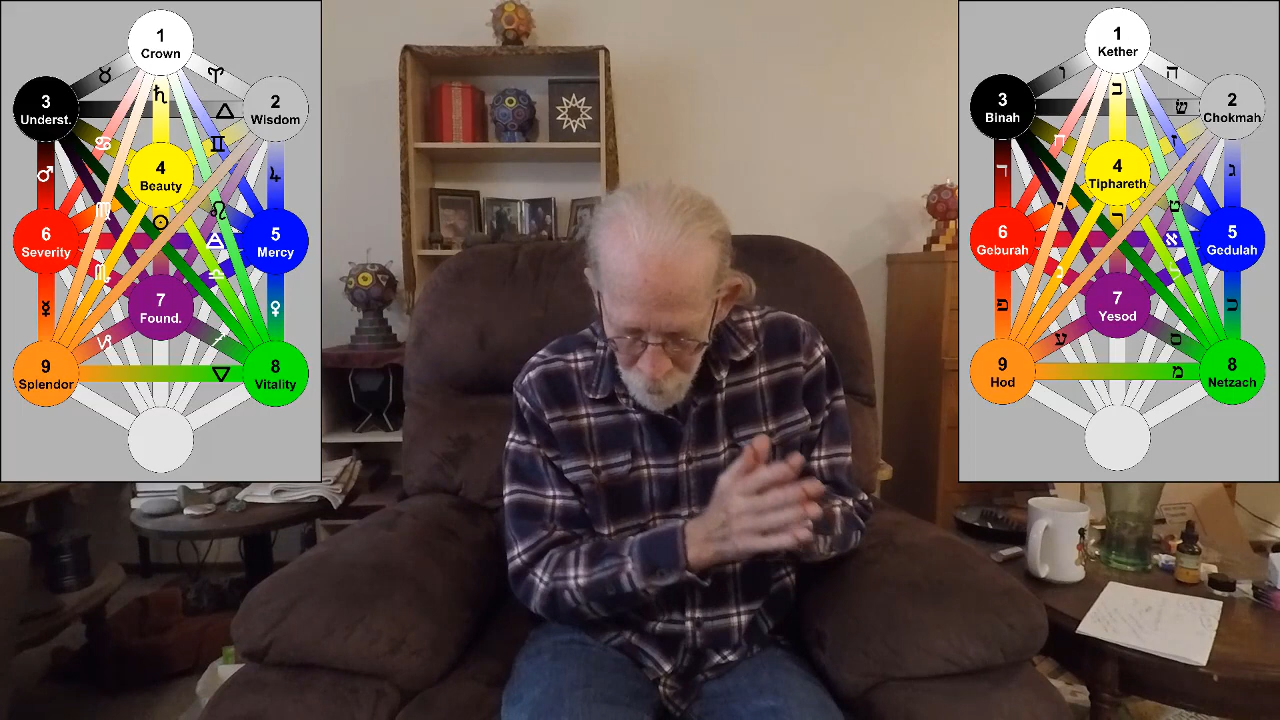 1
Crown
♉ ♈
♄
3
Underst.
2
Wisdom
△
♋ ♊
4
Beauty
♂ ♃
♍ ♌
☉
6
Severity
5
Mercy
♏ ♎
7
Found.
☿ ♀
♑
9
Splendor
8
Vitality
▽
1
Kether
ו ה
ב
3
Binah
2
Chokmah
ש
ח ז
4
Tiphareth
ד ג
י ט
ר
6
Geburah
5
Gedulah
א
נ ל
7
Yesod
פ
ע ס
9
Hod
8
Netzach
מ